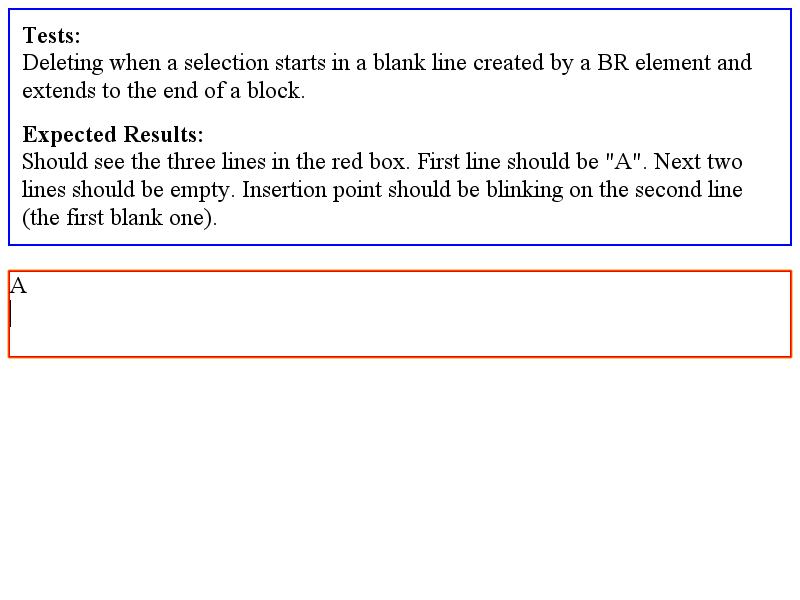 Tests:
Deleting when a selection starts in a blank line created by a BR element and
extends to the end of a block.
Expected Results:
Should see the three lines in the red box. First line should be "A". Next two
lines should be empty. Insertion point should be blinking on the second line
(the first blank one).
A